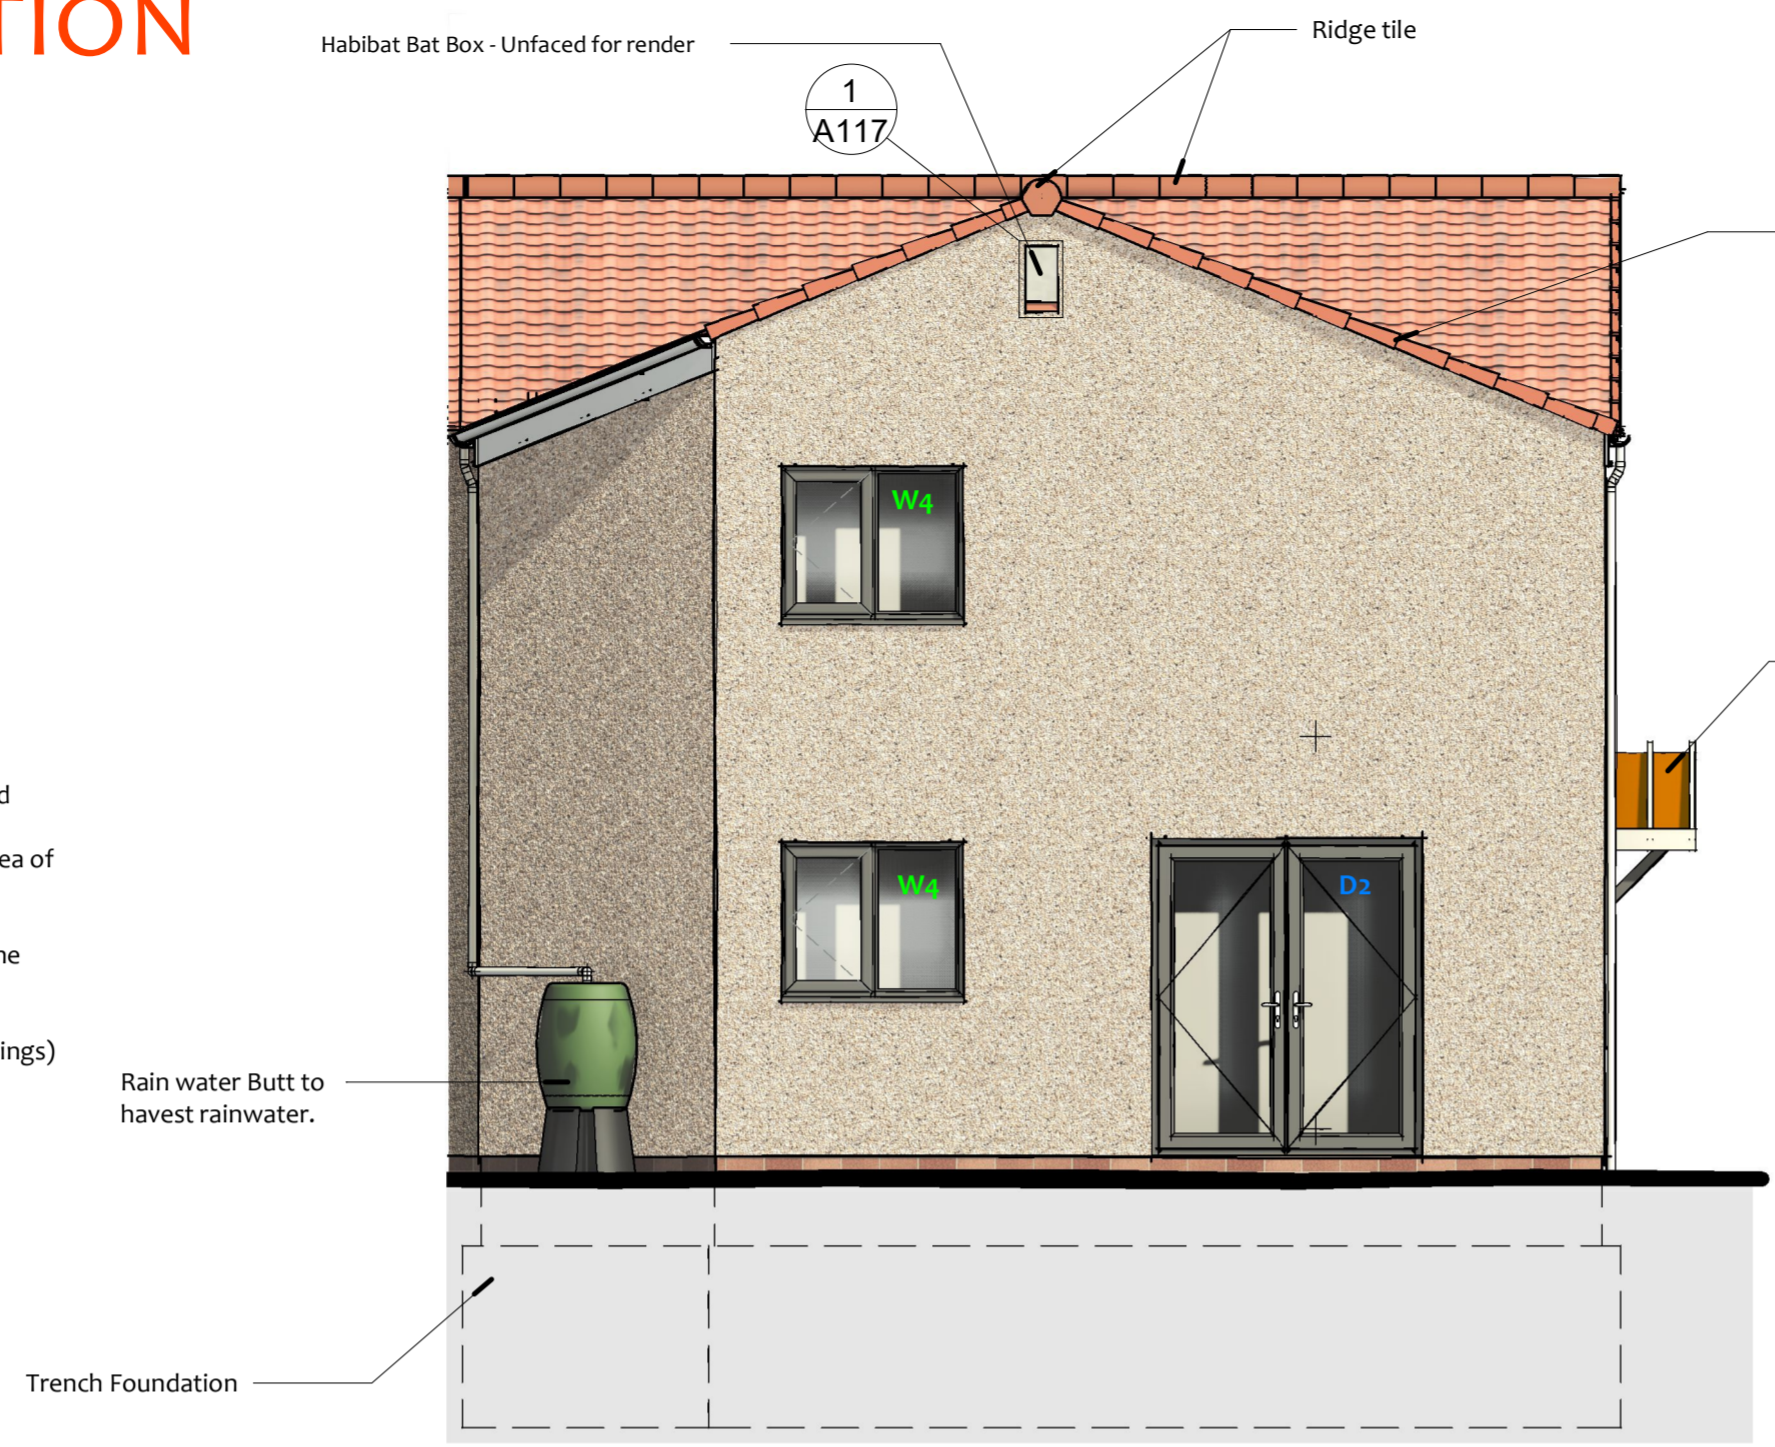 TION
Habibat Bat Box - Unfaced for render
Ridge tile
1
A117
W4
d
ea of
W4
D2
ne
ings)
Rain water Butt to
havest rainwater.
Trench Foundation